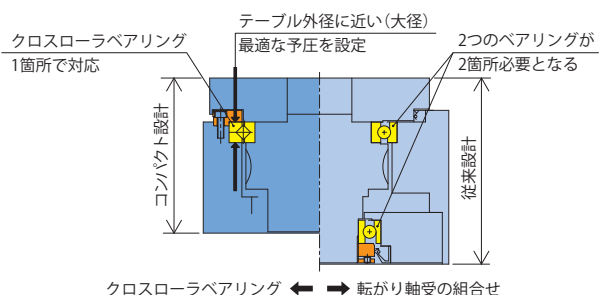 テーブル外径に近い（大径）
最適な予圧を設定
クロスローラベアリング
1箇所で対応
2つのベアリングが
2箇所必要となる
コンパクト設計
従来設計
クロスローラベアリング ← → 転がり軸受の組合せ